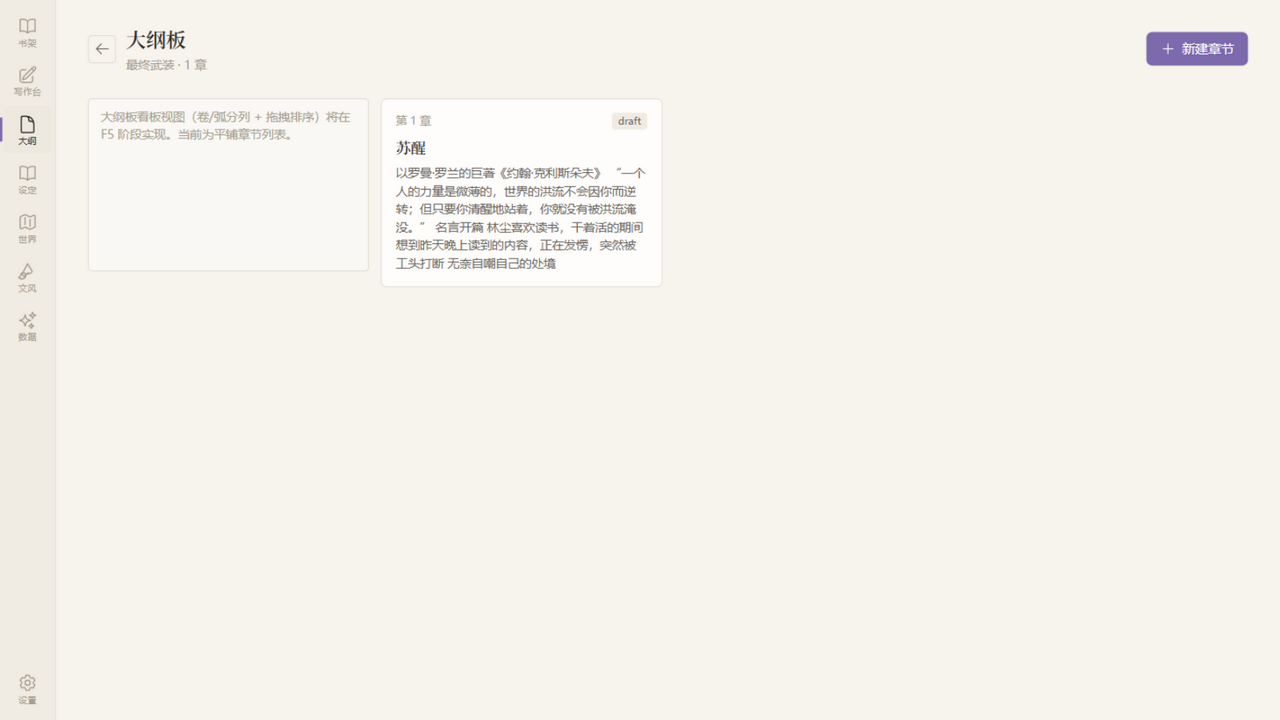 书架
写作台
大纲
设定
世界
文风
数据
设置
大纲板
最终武装 · 1 章
新建章节
大纲板看板视图（卷/弧分列 + 拖拽排序）将在
F5 阶段实现。当前为平铺章节列表。
第 1 章
draft
苏醒
以罗曼·罗兰的巨著《约翰·克利斯朵夫》 “一个
人的力量是微薄的，世界的洪流不会因你而逆
转；但只要你清醒地站着，你就没有被洪流淹
没。” 名言开篇 林尘喜欢读书，干着活的期间
想到昨天晚上读到的内容，正在发愣，突然被
工头打断 无奈自嘲自己的处境